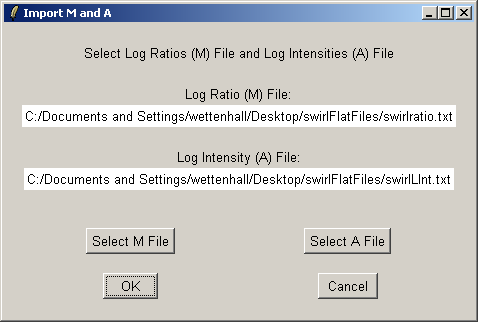 Import M and A
Select Log Ratios (M) File and Log Intensities (A) File
Log Ratio (M) File:
C:/Documents and Settings/wettenhall/Desktop/swirlFlatFiles/swirlratio.txt
Log Intensity (A) File:
C:/Documents and Settings/wettenhall/Desktop/swirlFlatFiles/swirlLInt.txt
Select M File
Select A File
OK
Cancel